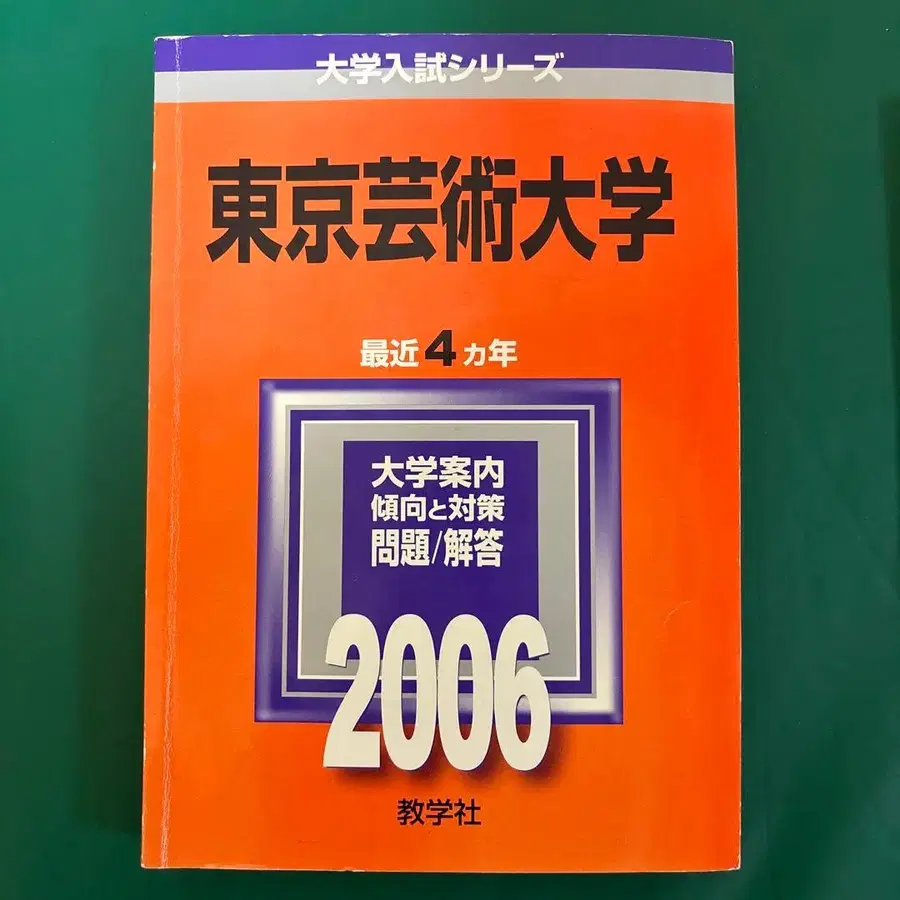 大学入試シリーズ
東京芸術大学
最近4ヵ年
大学案内
傾向と対策
問題/解答
2006
教学社